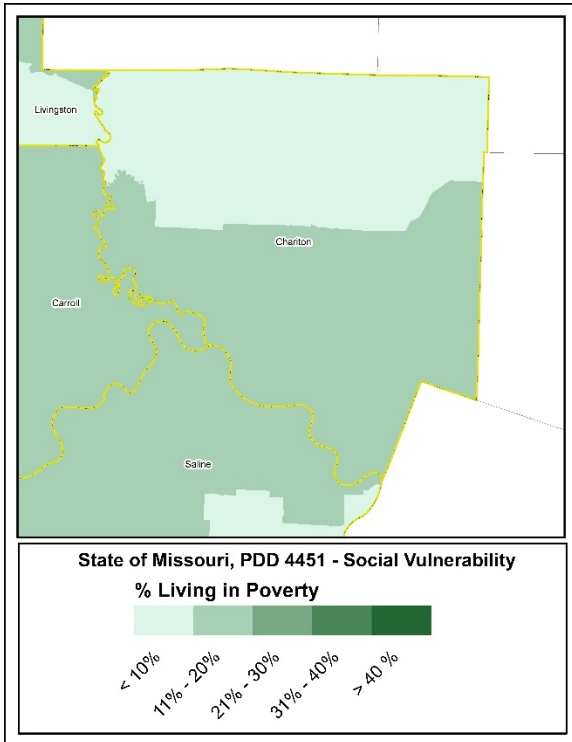 Livingston
Chariton
Carroll
Saline
State of Missouri, PDD 4451 - Social Vulnerability
% Living in Poverty
< 10%
11% - 20%
21% - 30%
31% - 40%
> 40 %